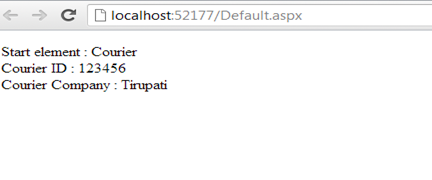 localhost:52177/Default.aspx
Start element : Courier
Courier ID : 123456
Courier Company : Tirupati